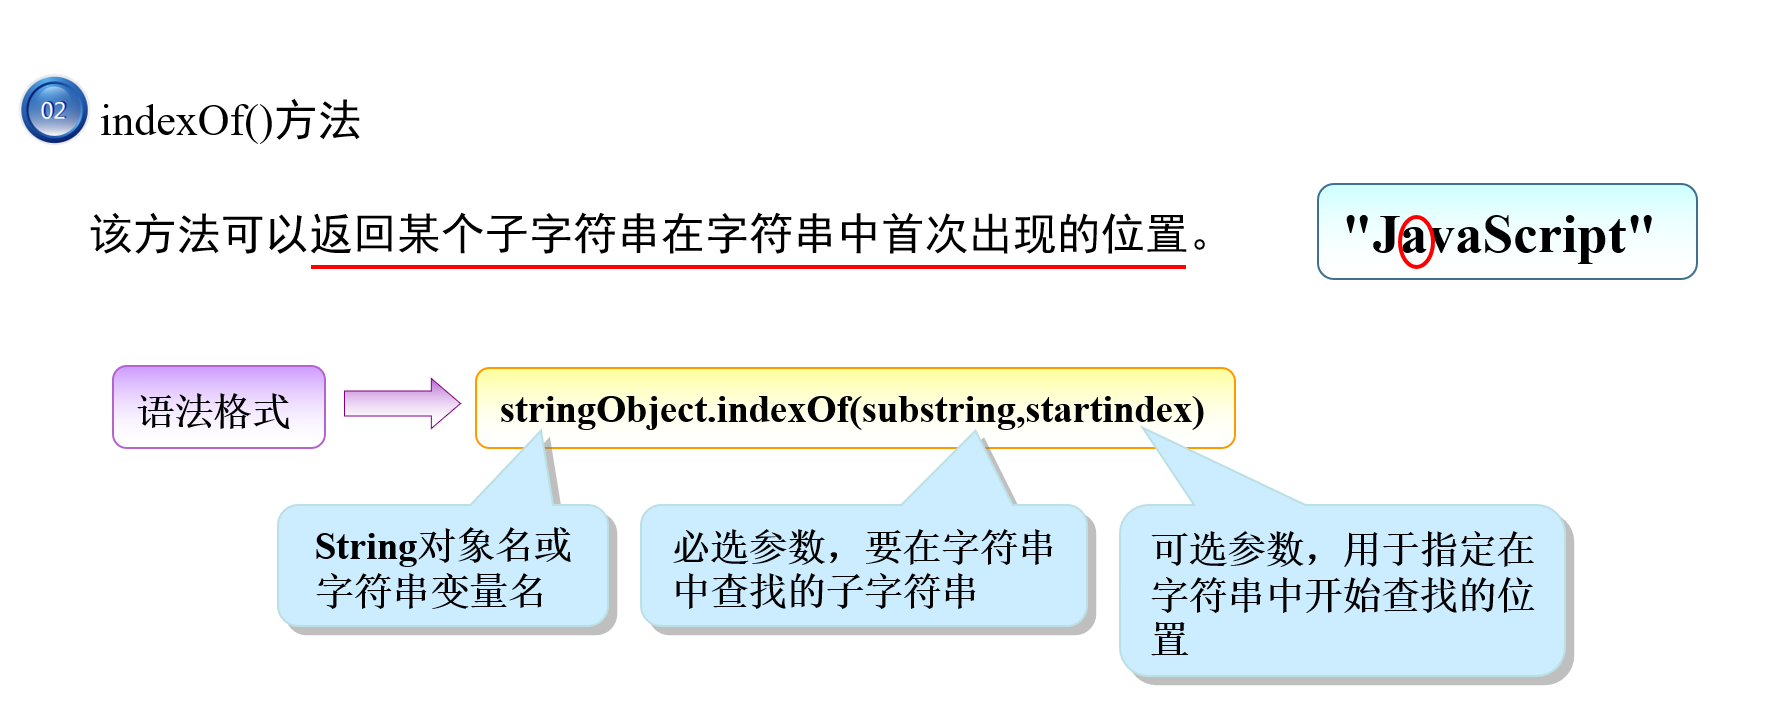 02
indexOf()方法
该方法可以返回某个子字符串在字符串中首次出现的位置。
"JavaScript"
语法格式
stringObject.indexOf(substring,startindex)
String对象名或
字符串变量名
必选参数，要在字符串
中查找的子字符串
可选参数，用于指定在
字符串中开始查找的位
置